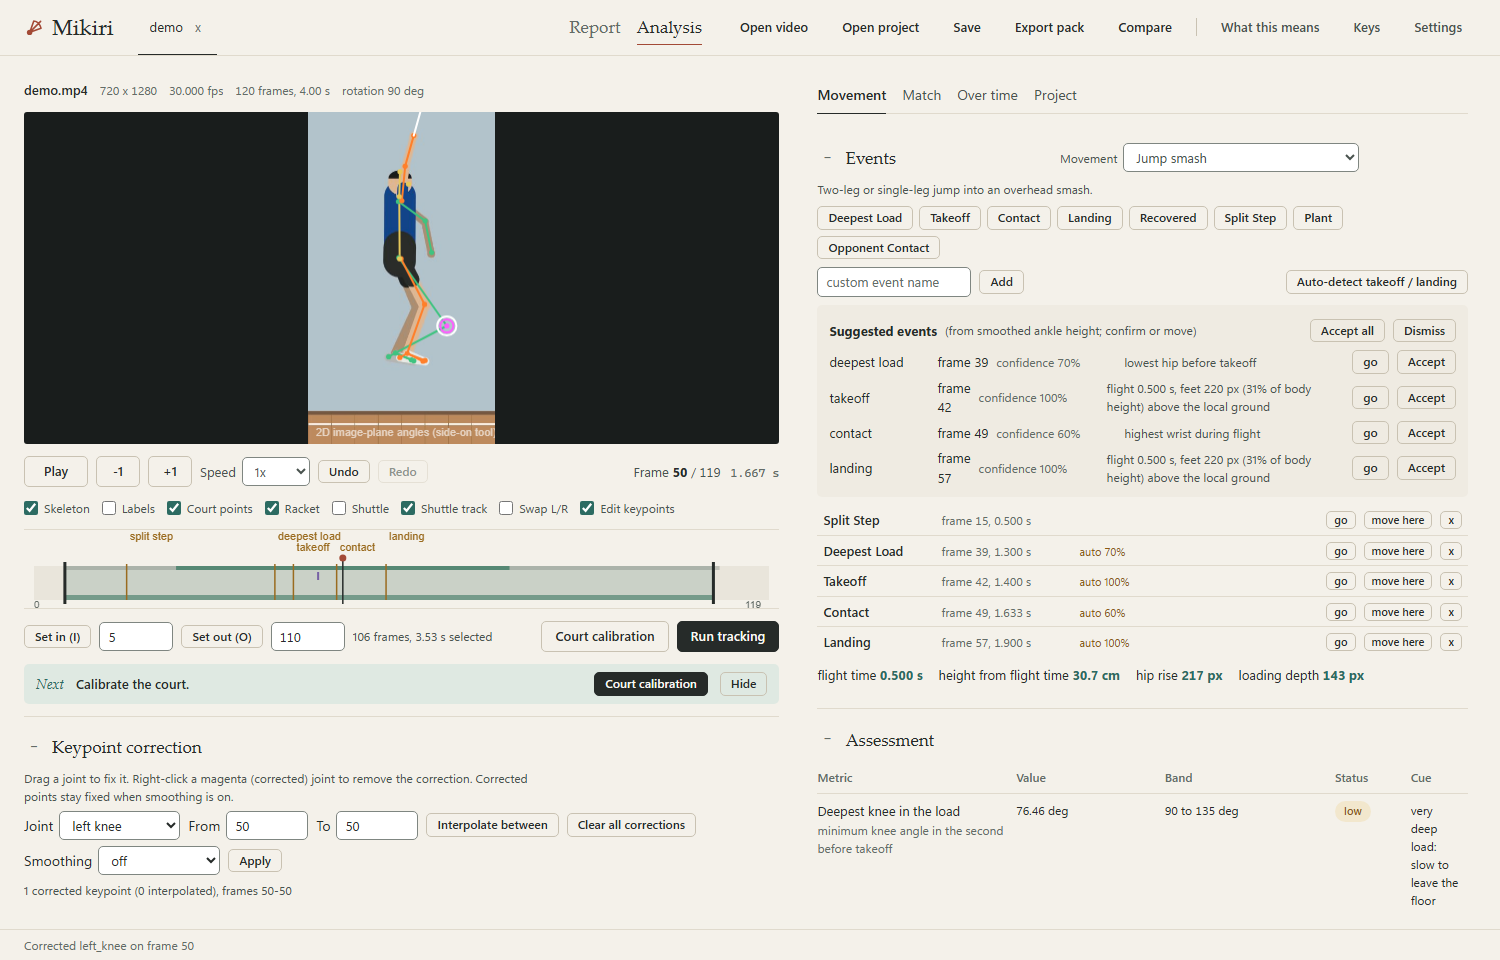 Mikiri
demo x
Report Analysis Open video Open project Save Export pack Compare What this means Keys Settings
demo.mp4 720 x 1280 30.000 fps 120 frames, 4.00 s rotation 90 deg
2D image-plane angles (side-on tool
Play -1 +1 Speed 1x Undo Redo Frame 50 / 119 1.667 s
Skeleton Labels Court points Racket Shuttle Shuttle track Swap L/R Edit keypoints
split step deepest load landing
takeoff contact
0 119
Set in (I) 5 Set out (O) 110 106 frames, 3.53 s selected Court calibration Run tracking
Next Calibrate the court. Court calibration Hide
– Keypoint correction
Drag a joint to fix it. Right-click a magenta (corrected) joint to remove the correction. Corrected
points stay fixed when smoothing is on.
Joint left knee From 50 To 50 Interpolate between Clear all corrections
Smoothing off Apply
1 corrected keypoint (0 interpolated), frames 50-50
Movement Match Over time Project
– Events Movement Jump smash
Two-leg or single-leg jump into an overhead smash.
Deepest Load Takeoff Contact Landing Recovered Split Step Plant
Opponent Contact
custom event name Add Auto-detect takeoff / landing
Suggested events (from smoothed ankle height; confirm or move) Accept all Dismiss
deepest load frame 39 confidence 70% lowest hip before takeoff go Accept
takeoff frame 42 confidence 100% flight 0.500 s, feet 220 px (31% of body height) above the local ground go Accept
contact frame 49 confidence 60% highest wrist during flight go Accept
landing frame 57 confidence 100% flight 0.500 s, feet 220 px (31% of body height) above the local ground go Accept
Split Step frame 15, 0.500 s go move here x
Deepest Load frame 39, 1.300 s auto 70% go move here x
Takeoff frame 42, 1.400 s auto 100% go move here x
Contact frame 49, 1.633 s auto 60% go move here x
Landing frame 57, 1.900 s auto 100% go move here x
flight time 0.500 s height from flight time 30.7 cm hip rise 217 px loading depth 143 px
– Assessment
Metric Value Band Status Cue
Deepest knee in the load 76.46 deg 90 to 135 deg low very
minimum knee angle in the second deep
before takeoff load:
slow to
leave the
floor
Corrected left_knee on frame 50